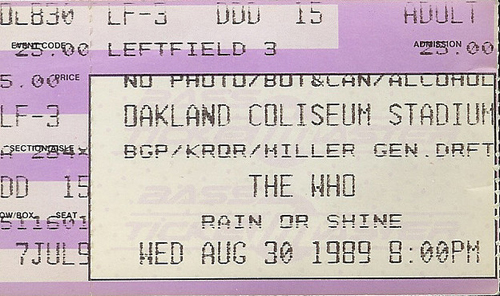 DLB30 LF-3 DDD 15 ADULT
EVENT CODE 25.00 LEFTFIELD 3 ADMISSION 25.00
5.00 PRICE NO PHOTO/BOT&CAN/ALCOHOL
LF-3 OAKLAND COLISEUM STADIUM
SECTION/AISLE BGP/KRQR/MILLER GEN.DRFT
DD 15 THE WHO
ROW/BOX SEAT RAIN OR SHINE
7JUL9 WED AUG 30 1989 8:00PM